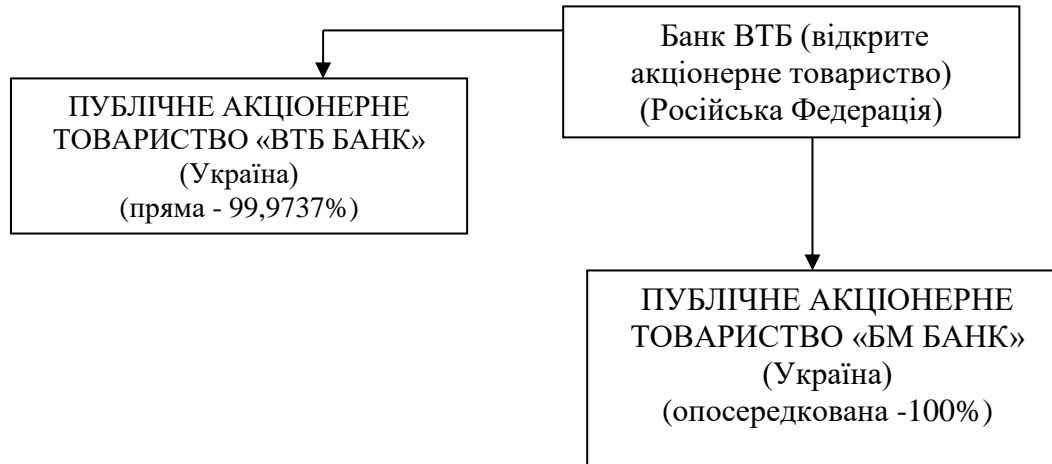 Банк ВТБ (відкрите
акціонерне товариство)
(Російська Федерація)
ПУБЛІЧНЕ АКЦІОНЕРНЕ
ТОВАРИСТВО «ВТБ БАНК»
(Україна)
(пряма - 99,9737%)
ПУБЛІЧНЕ АКЦІОНЕРНЕ
ТОВАРИСТВО «БМ БАНК»
(Україна)
(опосередкована -100%)